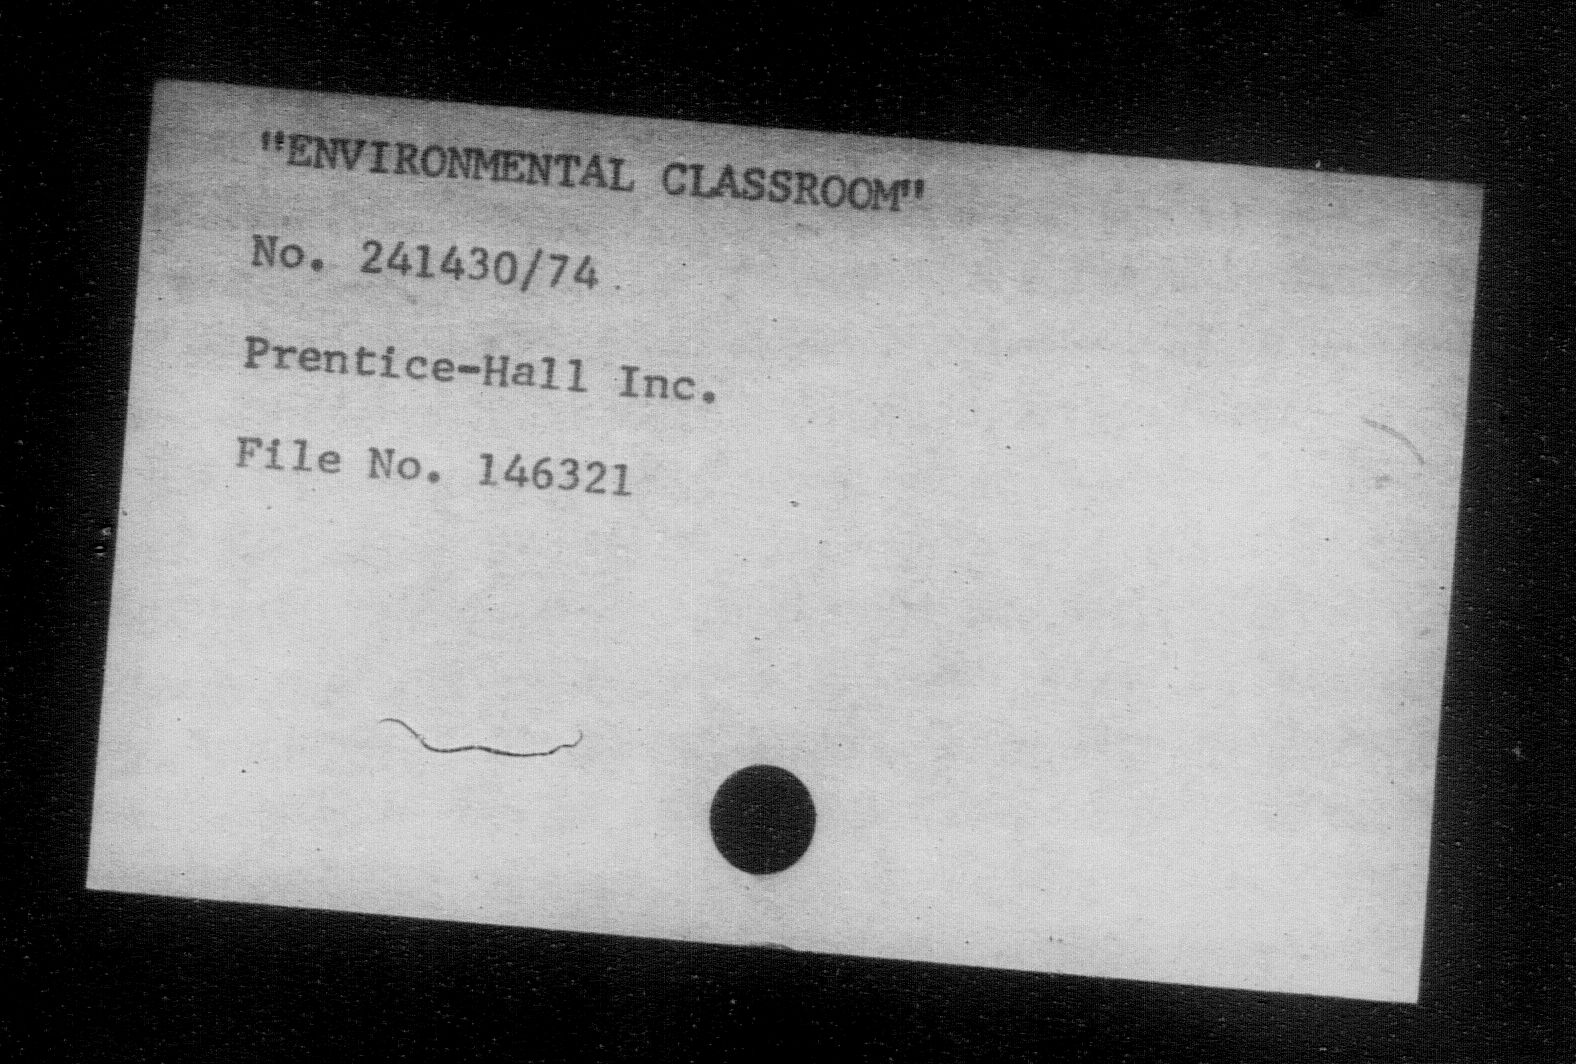 "ENVIRONMENTAL CLASSROOM"
No. 241430/74
Prentice-Hall Inc.
File No. 146321